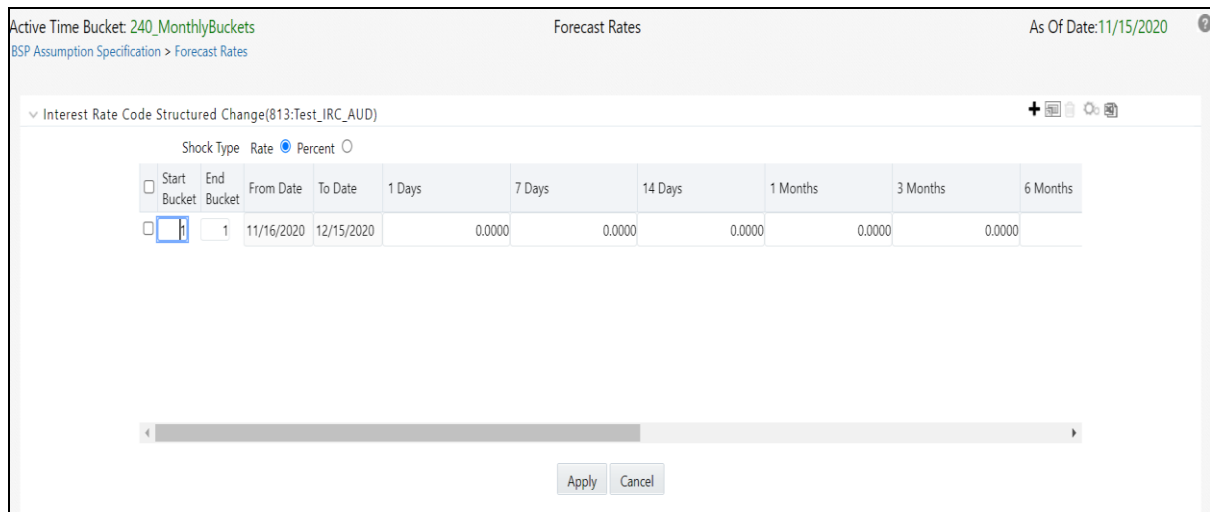 Active Time Bucket: 240_MonthlyBuckets Forecast Rates As Of Date:11/15/2020
BSP Assumption Specification > Forecast Rates
Interest Rate Code Structured Change(813:Test_IRC_AUD)
Shock Type Rate Percent
Start Bucket End Bucket From Date To Date 1 Days 7 Days 14 Days 1 Months 3 Months 6 Months
1 1 11/16/2020 12/15/2020 0.0000 0.0000 0.0000 0.0000 0.0000
Apply Cancel